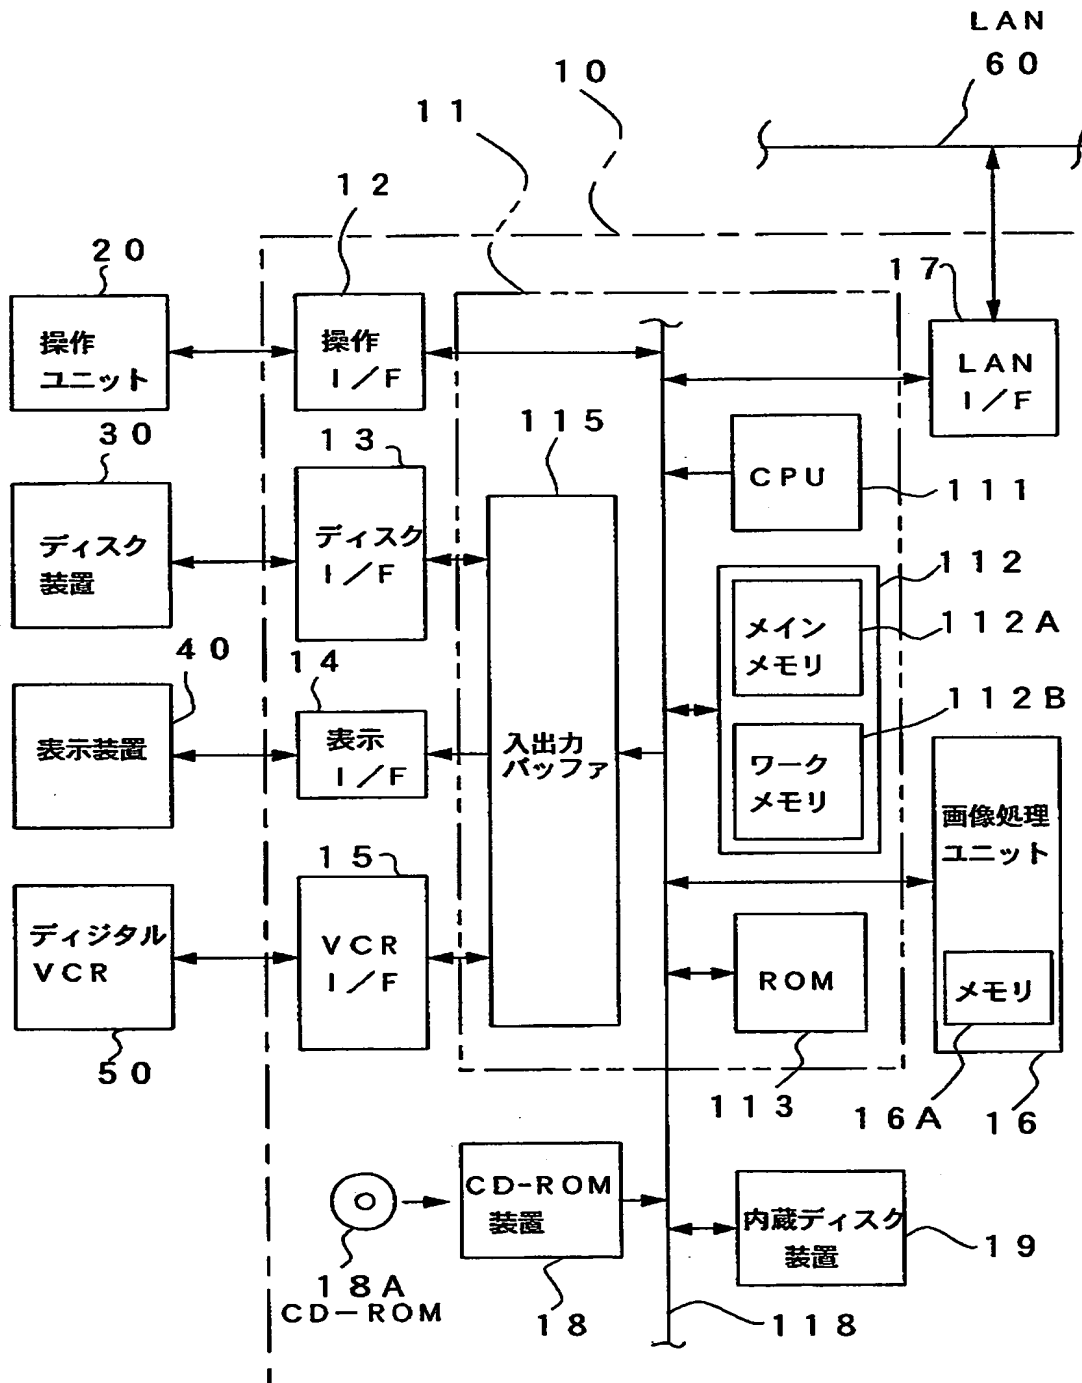 LAN
60
10
11
12
20
17
操作
ユニット
操作
I/F
LAN
I/F
30
13
115
CPU
111
ディスク
装置
ディスク
I/F
112
メイン
メモリ
112A
40
14
112B
表示装置
表示
I/F
入出力
バッファ
ワーク
メモリ
画像処理
ユニット
15
ディジタル
VCR
VCR
I/F
ROM
メモリ
50
113
16A
16
CD-ROM
装置
内蔵ディスク
装置
19
18A
CD-ROM
18
118